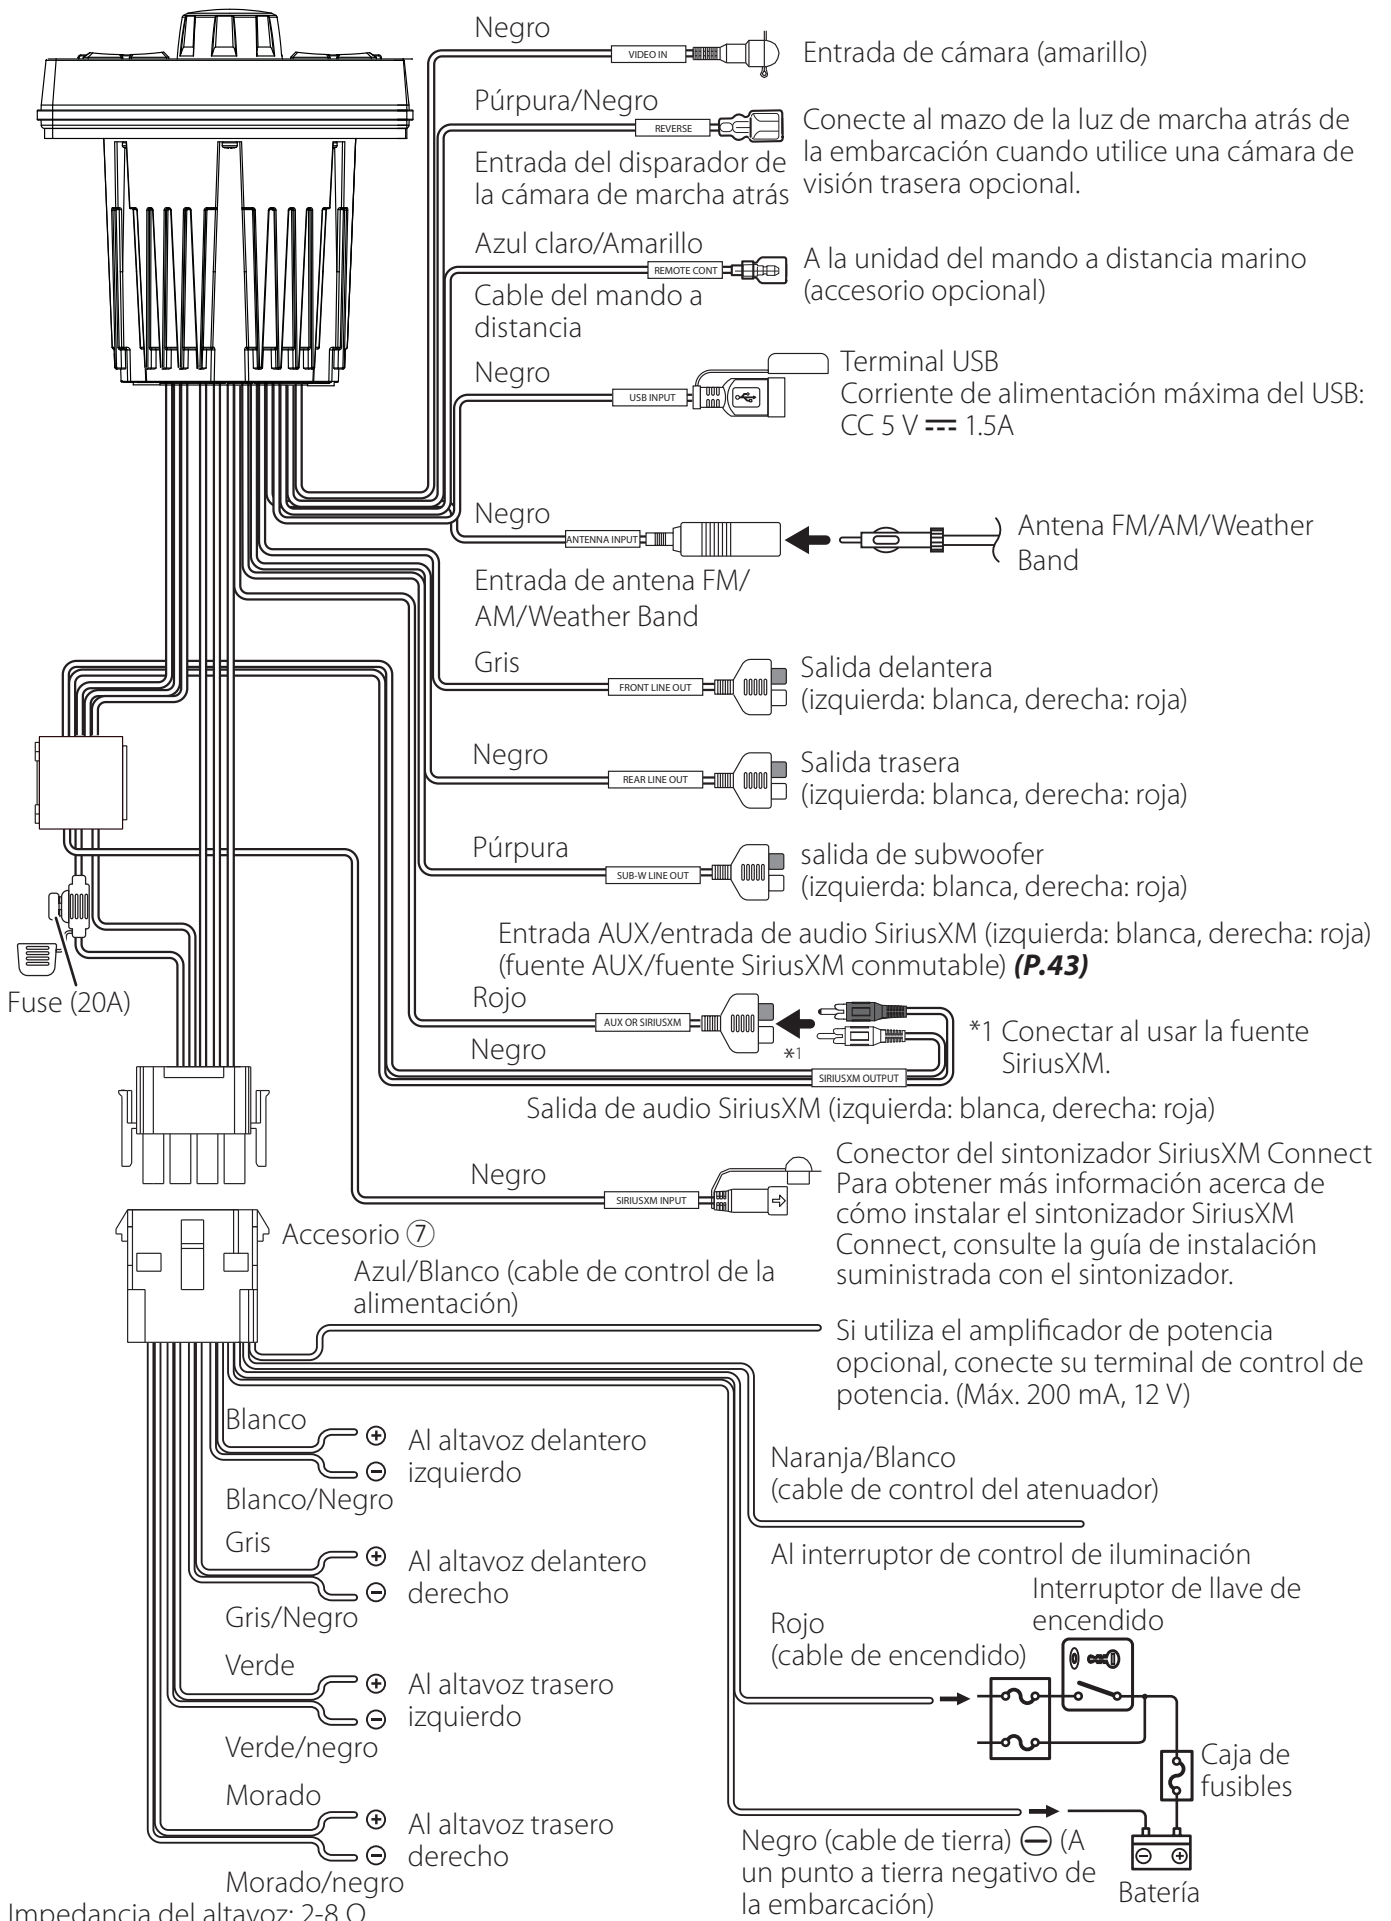 Negro
VIDEO IN
Entrada de cámara (amarillo)
Púrpura/Negro
REVERSE
Entrada del disparador de
la cámara de marcha atrás
Conecte al mazo de la luz de marcha atrás de
la embarcación cuando utilice una cámara de
visión trasera opcional.
Azul claro/Amarillo
REMOTE CONT
Cable del mando a
distancia
A la unidad del mando a distancia marino
(accesorio opcional)
Negro
USB INPUT
Terminal USB
Corriente de alimentación máxima del USB:
CC 5 V ⎓ 1.5A
Negro
ANTENNA INPUT
Entrada de antena FM/
AM/Weather Band
Antena FM/AM/Weather
Band
Gris
FRONT LINE OUT
Salida delantera
(izquierda: blanca, derecha: roja)
Negro
REAR LINE OUT
Salida trasera
(izquierda: blanca, derecha: roja)
Púrpura
SUB-W LINE OUT
salida de subwoofer
(izquierda: blanca, derecha: roja)
Entrada AUX/entrada de audio SiriusXM (izquierda: blanca, derecha: roja)
(fuente AUX/fuente SiriusXM conmutable) (P.43)
Fuse (20A)
Rojo
AUX OR SIRIUSXM
*1
*1 Conectar al usar la fuente
SiriusXM.
Negro
SIRIUSXM OUTPUT
Salida de audio SiriusXM (izquierda: blanca, derecha: roja)
Negro
SIRIUSXM INPUT
Conector del sintonizador SiriusXM Connect
Para obtener más información acerca de
cómo instalar el sintonizador SiriusXM
Connect, consulte la guía de instalación
suministrada con el sintonizador.
Accesorio ⑦
Azul/Blanco (cable de control de la
alimentación)
Si utiliza el amplificador de potencia
opcional, conecte su terminal de control de
potencia. (Máx. 200 mA, 12 V)
Blanco
⊕
⊖
Al altavoz delantero
izquierdo
Blanco/Negro
Gris
⊕
⊖
Al altavoz delantero
derecho
Gris/Negro
Verde
⊕
⊖
Al altavoz trasero
izquierdo
Verde/negro
Morado
⊕
⊖
Al altavoz trasero
derecho
Morado/negro
Naranja/Blanco
(cable de control del atenuador)
Al interruptor de control de iluminación
Interruptor de llave de
encendido
Rojo
(cable de encendido)
Caja de
fusibles
Negro (cable de tierra) ⊖ (A
un punto a tierra negativo de
la embarcación)
⊖ ⊕
Batería
Impedancia del altavoz: 2-8 Ω